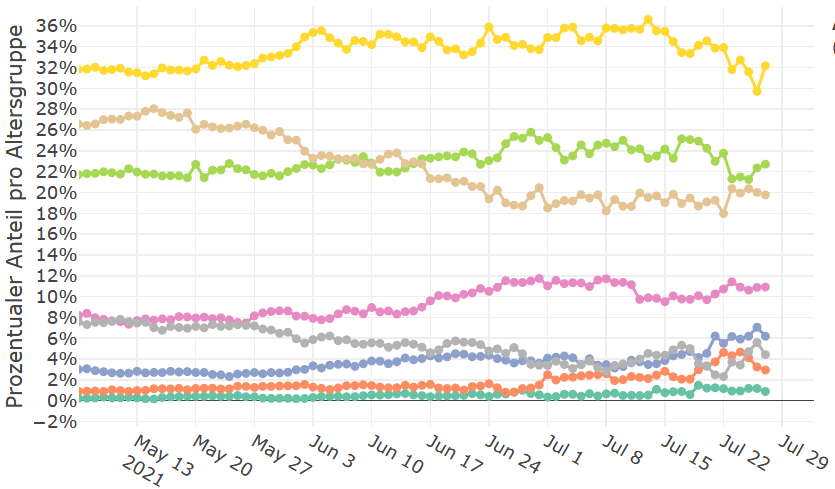 Prozentualer Anteil pro Altersgruppe
36%
34%
32%
30%
28%
26%
24%
22%
20%
18%
16%
14%
12%
10%
8%
6%
4%
2%
0%
−2%
May 13
2021
May 20
May 27
Jun 3
Jun 10
Jun 17
Jun 24
Jul 1
Jul 8
Jul 15
Jul 22
Jul 29